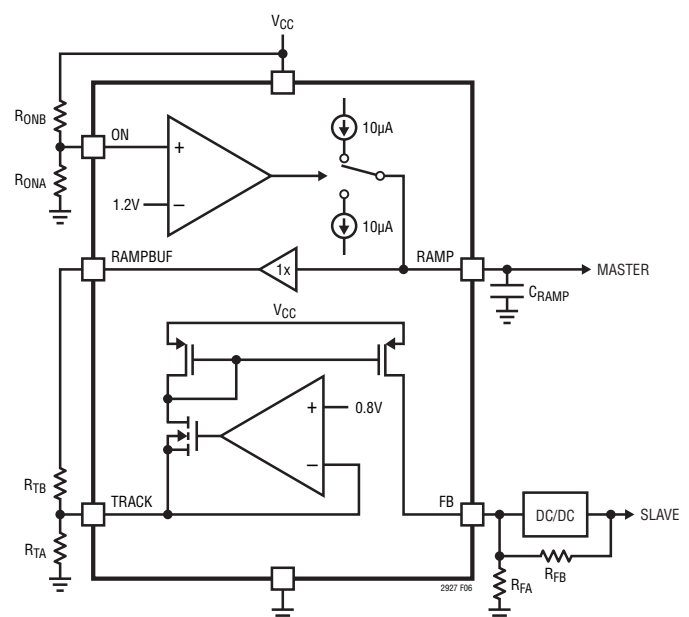 VCC
RONB
ON
10µA
RONA
1.2V
10µA
RAMPBUF
1x
RAMP
MASTER
CRAMP
VCC
0.8V
RTB
TRACK
FB
DC/DC
SLAVE
RTA
RFB
RFA
2927 F06
+
−
+
−